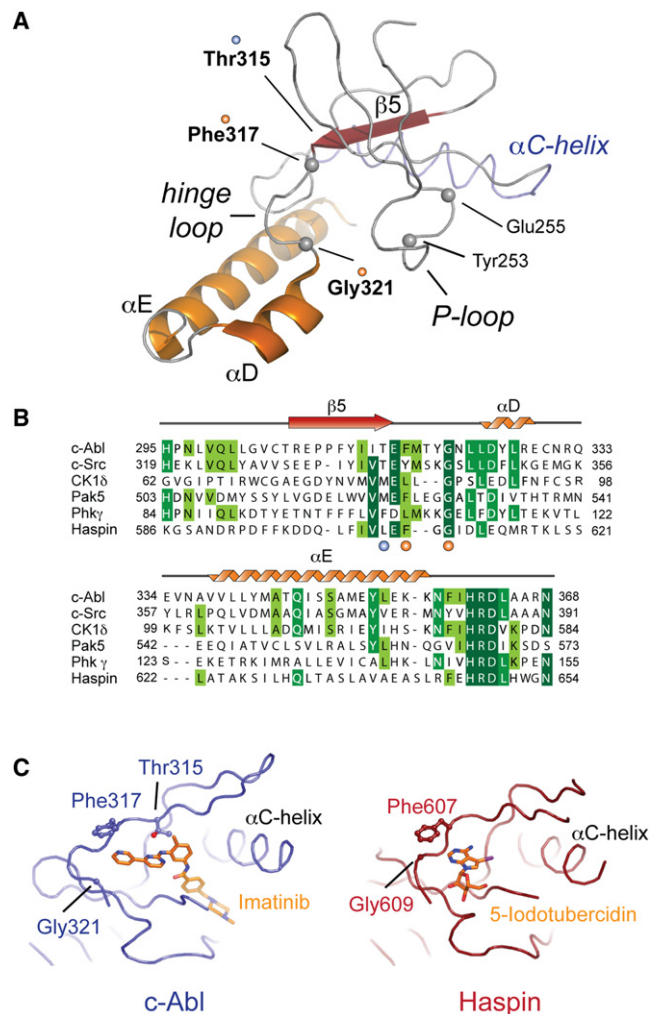 A
Thr315
Phe317
β5
αC-helix
hinge
loop
Glu255
Tyr253
Gly321
P-loop
αE
αD
B
β5
αD
c-Abl 295 HPNLVQLLGVCTREPPFYIITEFMTYGNLLDYLRECNRQ 333
c-Src 319 HEKLVQLYAVVSEEP-IYIVTEYMSKGSLLDFLKGEMGK 356
CK1δ 62 GVGIPTIRWCGAEGDYNVMVMELL--GPSLEDLFNFCSR 98
Pak5 503 HDNVVDMYSSYLVGDELWVVMEFLEGGALTDIVTHTRMN 541
Phkγ 84 HPNIIQLKDTYETNTFFFLVFDLMKKGELFDYLTEKVTL 122
Haspin 586 KGSANDRPDFFKDDQ-LFIVLEF--GGIDLEQMRTKLSS 621
αE
c-Abl 334 EVNAVVLLYMATQISSAMEYLEK-KNFIHRDLAARN 368
c-Src 357 YLRLPQLVDMAAQIASGMAYVER-MNYVHRDLAARN 391
CK1δ 99 KFSLKTVLLLADQMISRIEYIHS-KNFIHRDVKPDN 584
Pak5 542 ---EEQIATVCLSVLRALSYLHN-QGVIHRDIKSDS 573
Phkγ 123 S--EKETRKIMRALLEVICALHK-LNIVHRDLKPEN 155
Haspin 622 ---LATAKSILHQLTASLAVAEASLRFEHRDLHWGN 654
C
Thr315
Phe317
αC-helix
Imatinib
Gly321
c-Abl
Phe607
αC-helix
Gly609
5-Iodotubercidin
Haspin